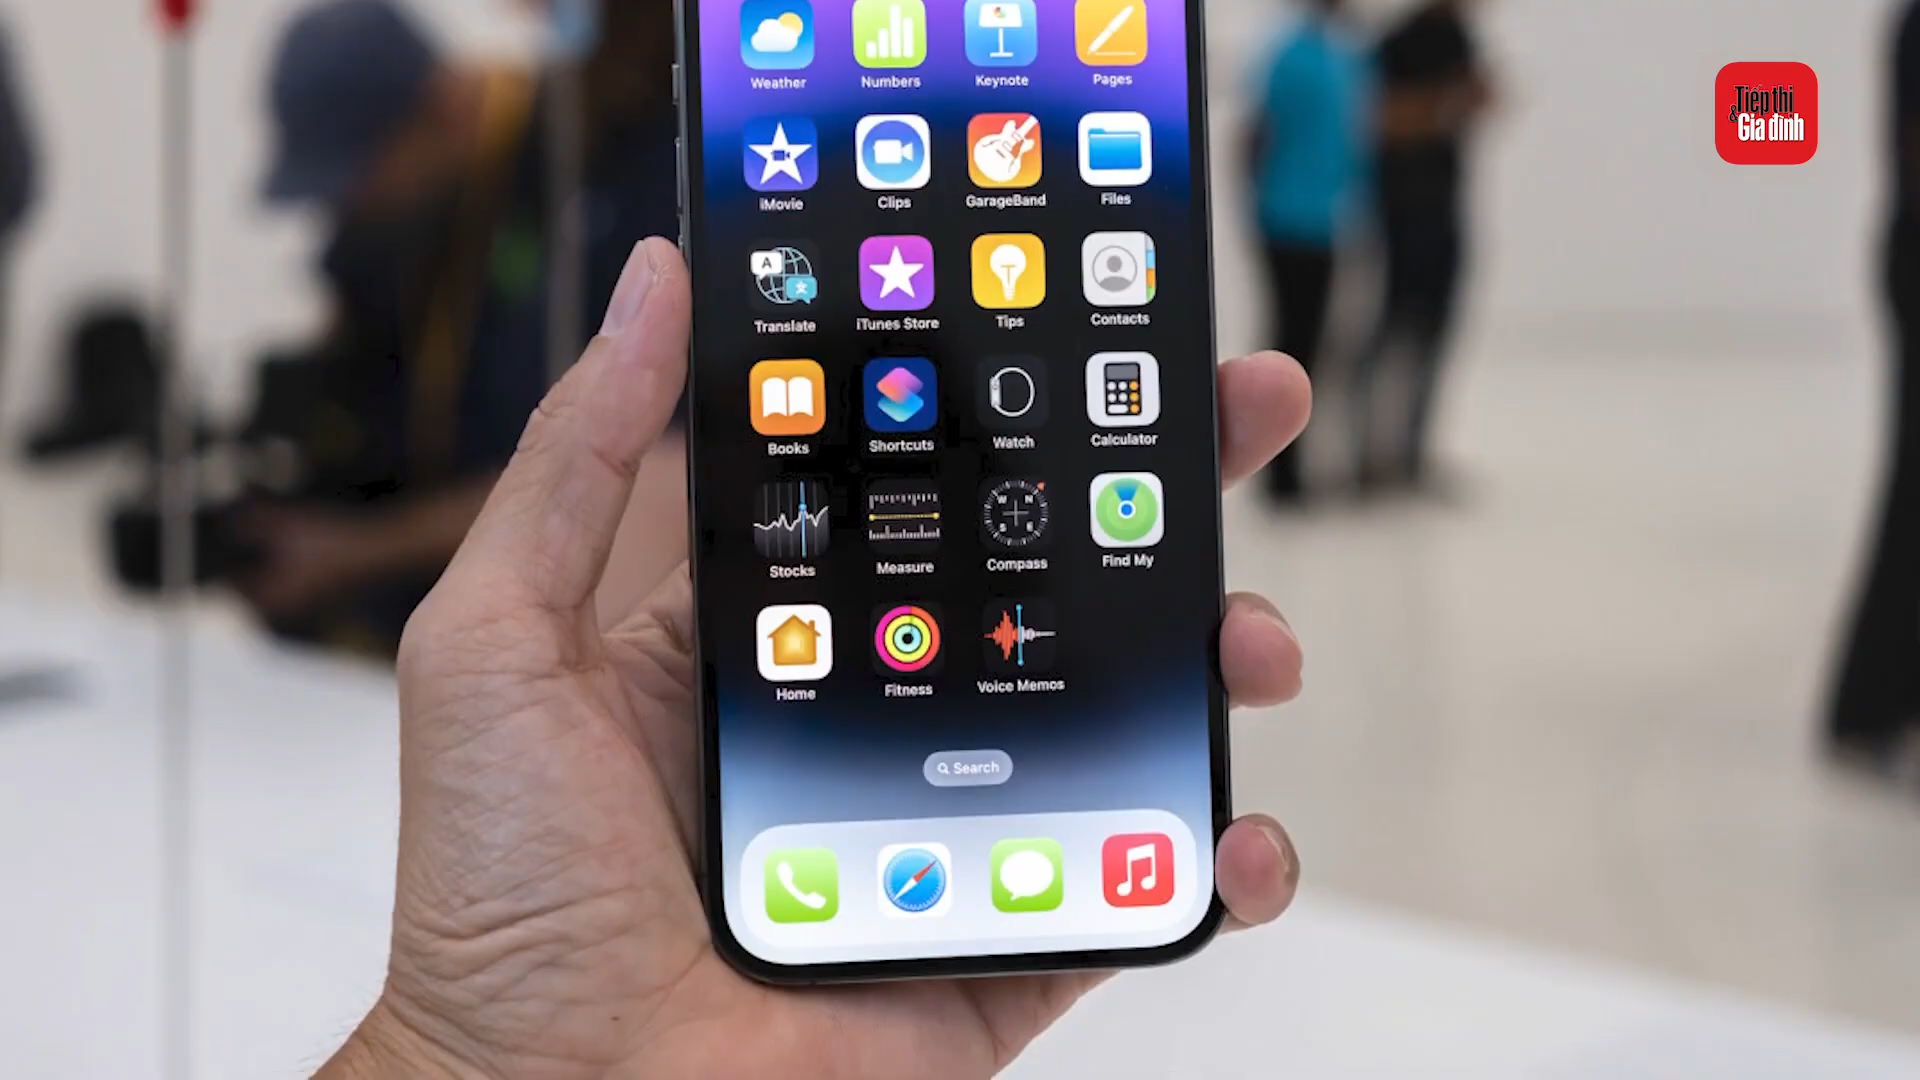 Tiếp thị
& Gia đình
Weather Numbers Keynote Pages
iMovie Clips GarageBand Files
A 文
Translate iTunes Store Tips Contacts
Books Shortcuts Watch Calculator
W N
S E
Stocks Measure Compass Find My
Home Fitness Voice Memos
Search